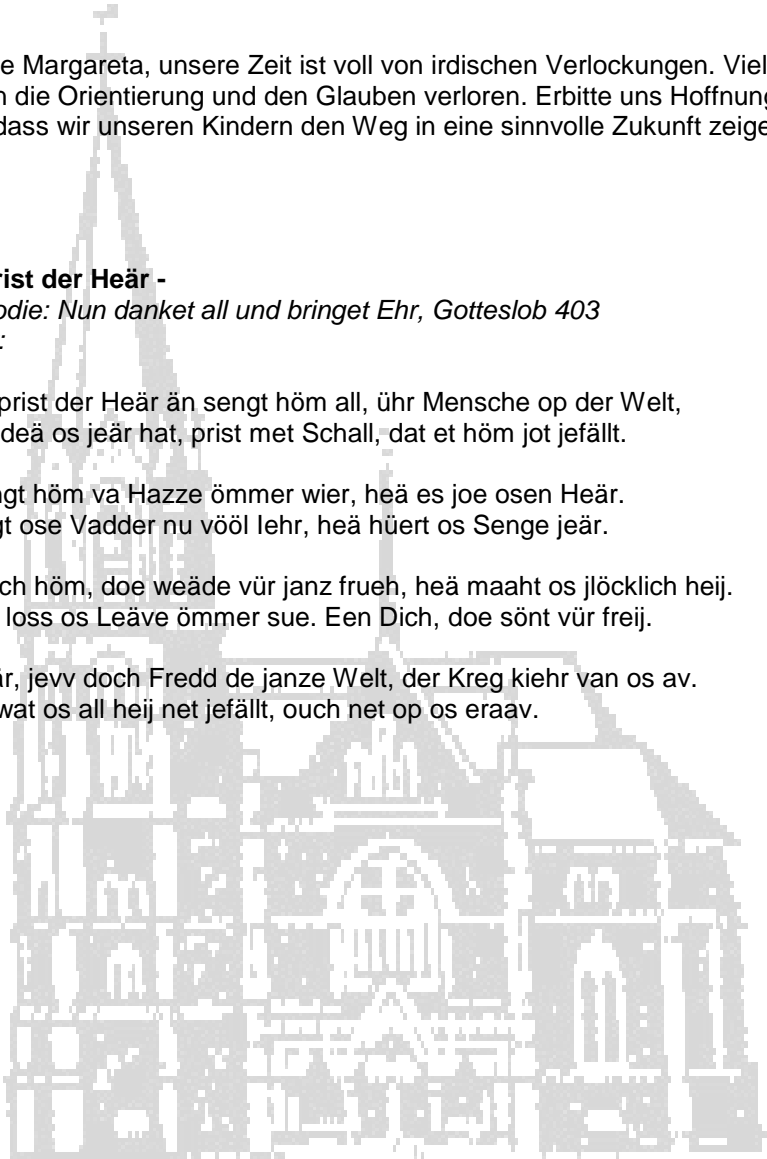 e Margareta, unsere Zeit ist voll von irdischen Verlockungen. Viel
n die Orientierung und den Glauben verloren. Erbitte uns Hoffnung
dass wir unseren Kindern den Weg in eine sinnvolle Zukunft zeige
rist der Heär -
odie: Nun danket all und bringet Ehr, Gotteslob 403
:
prist der Heär än sengt höm all, ühr Mensche op der Welt,
deä os jeär hat, prist met Schall, dat et höm jot jefällt.
ngt höm va Hazze ömmer wier, heä es joe osen Heär.
gt ose Vadder nu vööl Iehr, heä hüert os Senge jeär.
ch höm, doe weäde vür janz frueh, heä maaht os jlöcklich heij.
loss os Leäve ömmer sue. Een Dich, doe sönt vür freij.
är, jevv doch Fredd de janze Welt, der Kreg kiehr van os av.
wat os all heij net jefällt, ouch net op os eraav.